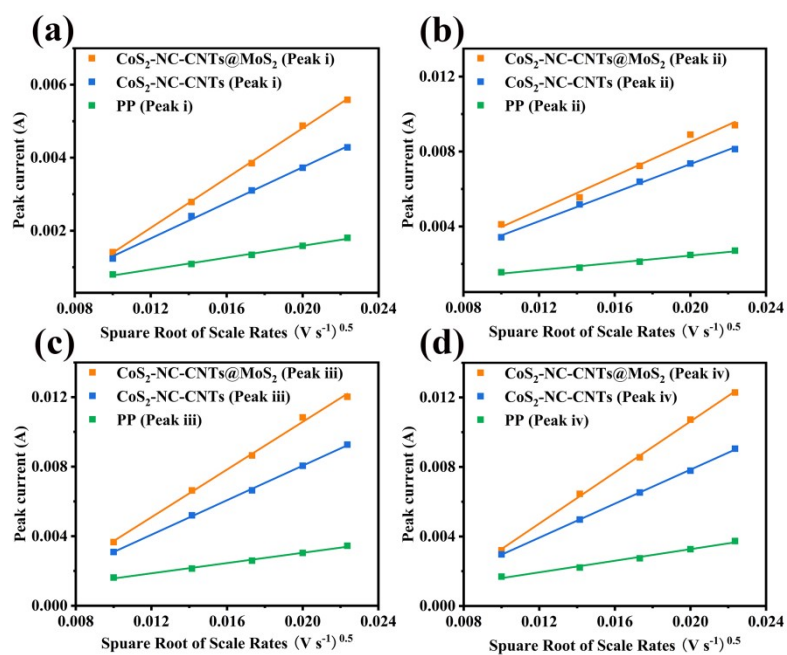 (a)
CoS₂-NC-CNTs@MoS₂ (Peak i)
CoS₂-NC-CNTs (Peak i)
PP (Peak i)
0.006
0.004
0.002
Peak current (A)
0.008 0.012 0.016 0.020 0.024
Spuare Root of Scale Rates (V s⁻¹)⁰·⁵
(b)
CoS₂-NC-CNTs@MoS₂ (Peak ii)
CoS₂-NC-CNTs (Peak ii)
PP (Peak ii)
0.012
0.008
0.004
Peak current (A)
0.008 0.012 0.016 0.020 0.024
Spuare Root of Scale Rates (V s⁻¹)⁰·⁵
(c)
CoS₂-NC-CNTs@MoS₂ (Peak iii)
CoS₂-NC-CNTs (Peak iii)
PP (Peak iii)
0.012
0.008
0.004
0.000
Peak current (A)
0.008 0.012 0.016 0.020 0.024
Spuare Root of Scale Rates (V s⁻¹)⁰·⁵
(d)
CoS₂-NC-CNTs@MoS₂ (Peak iv)
CoS₂-NC-CNTs (Peak iv)
PP (Peak iv)
0.012
0.008
0.004
0.000
Peak current (A)
0.008 0.012 0.016 0.020 0.024
Spuare Root of Scale Rates (V s⁻¹)⁰·⁵